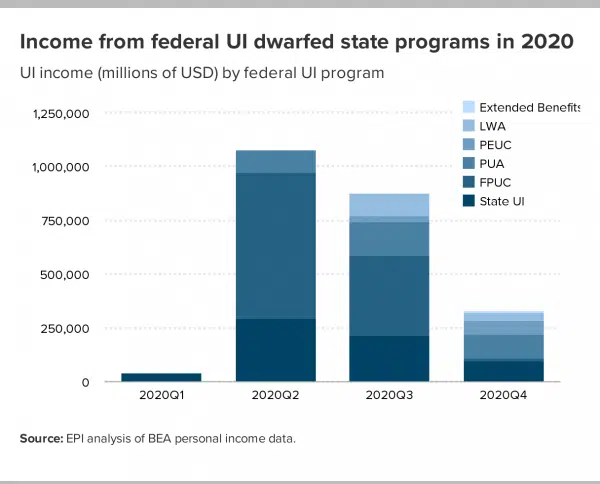 Income from federal UI dwarfed state programs in 2020
UI income (millions of USD) by federal UI program
1,250,000
1,000,000
750,000
500,000
250,000
0
Extended Benefits
LWA
PEUC
PUA
FPUC
State UI
2020Q1 2020Q2 2020Q3 2020Q4
Source: EPI analysis of BEA personal income data.